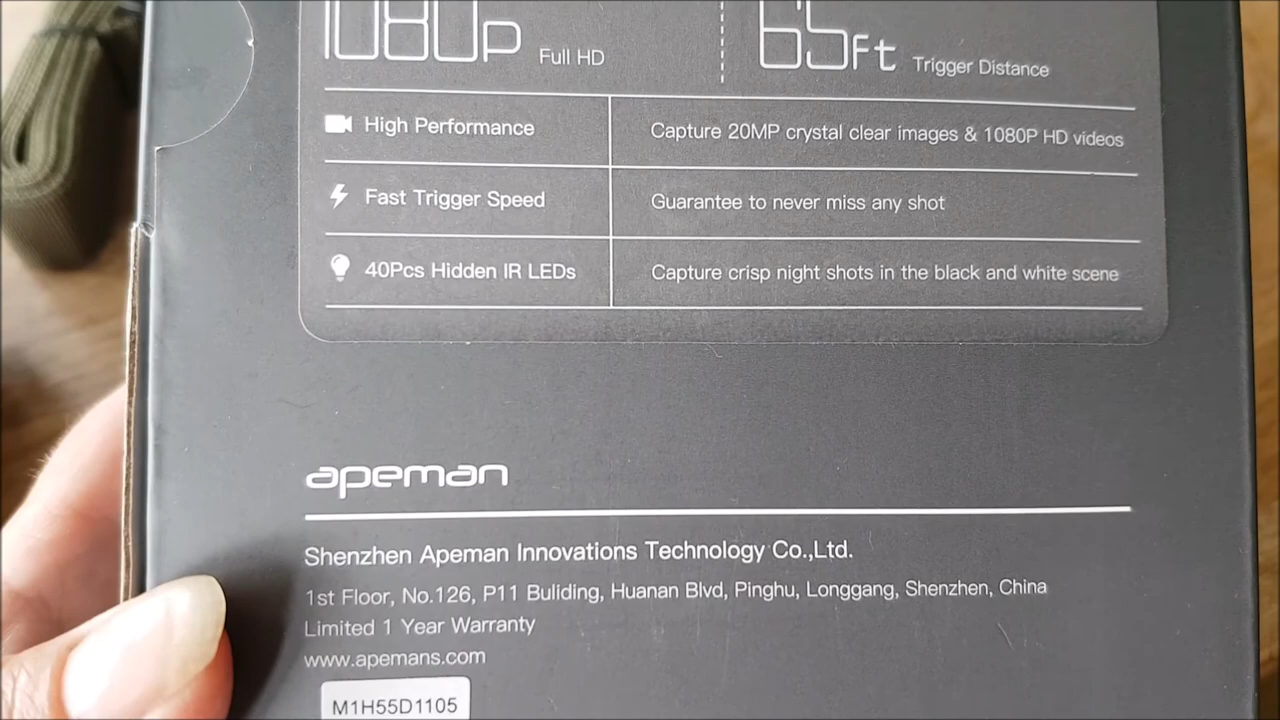 1080P Full HD
65Ft Trigger Distance
High Performance
Capture 20MP crystal clear images & 1080P HD videos
Fast Trigger Speed
Guarantee to never miss any shot
40Pcs Hidden IR LEDs
Capture crisp night shots in the black and white scene
apeman
Shenzhen Apeman Innovations Technology Co.,Ltd.
1st Floor, No.126, P11 Buliding, Huanan Blvd, Pinghu, Longgang, Shenzhen, China
Limited 1 Year Warranty
www.apemans.com
M1H55D1105